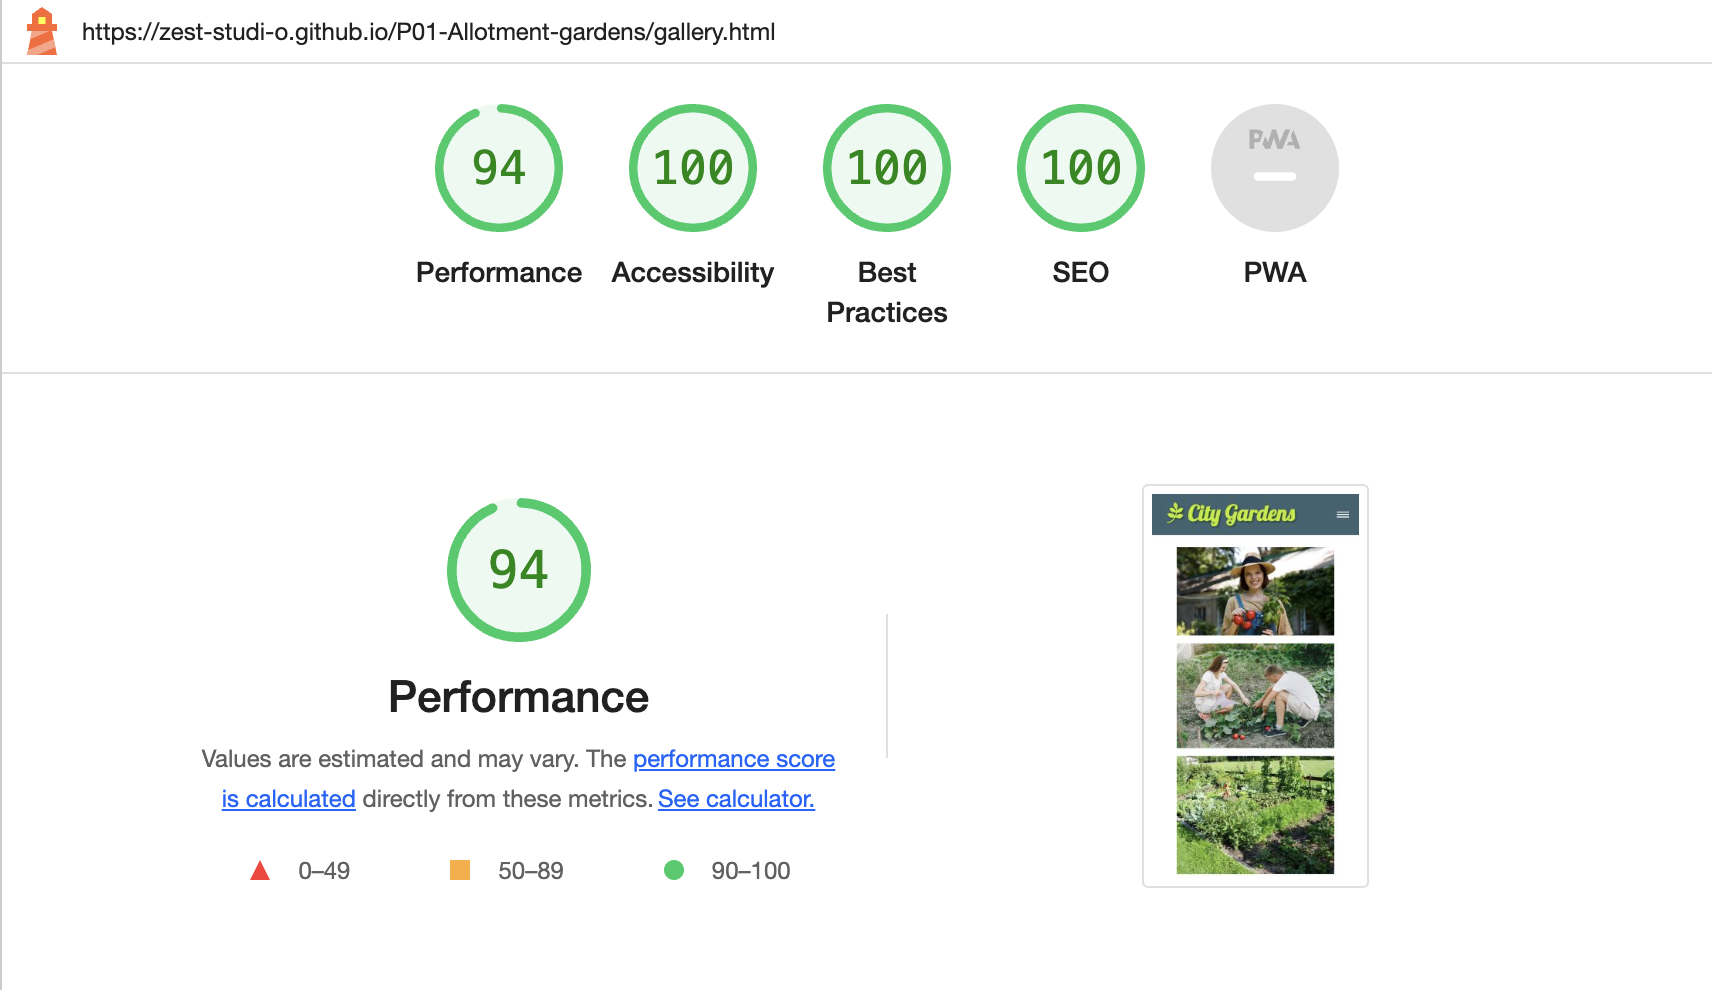 https://zest-studi-o.github.io/P01-Allotment-gardens/gallery.html
94
100
100
100
PWA
Performance
Accessibility
Best
Practices
SEO
PWA
94
Performance
Values are estimated and may vary. The performance score
is calculated directly from these metrics. See calculator.
0–49
50–89
90–100
City Gardens